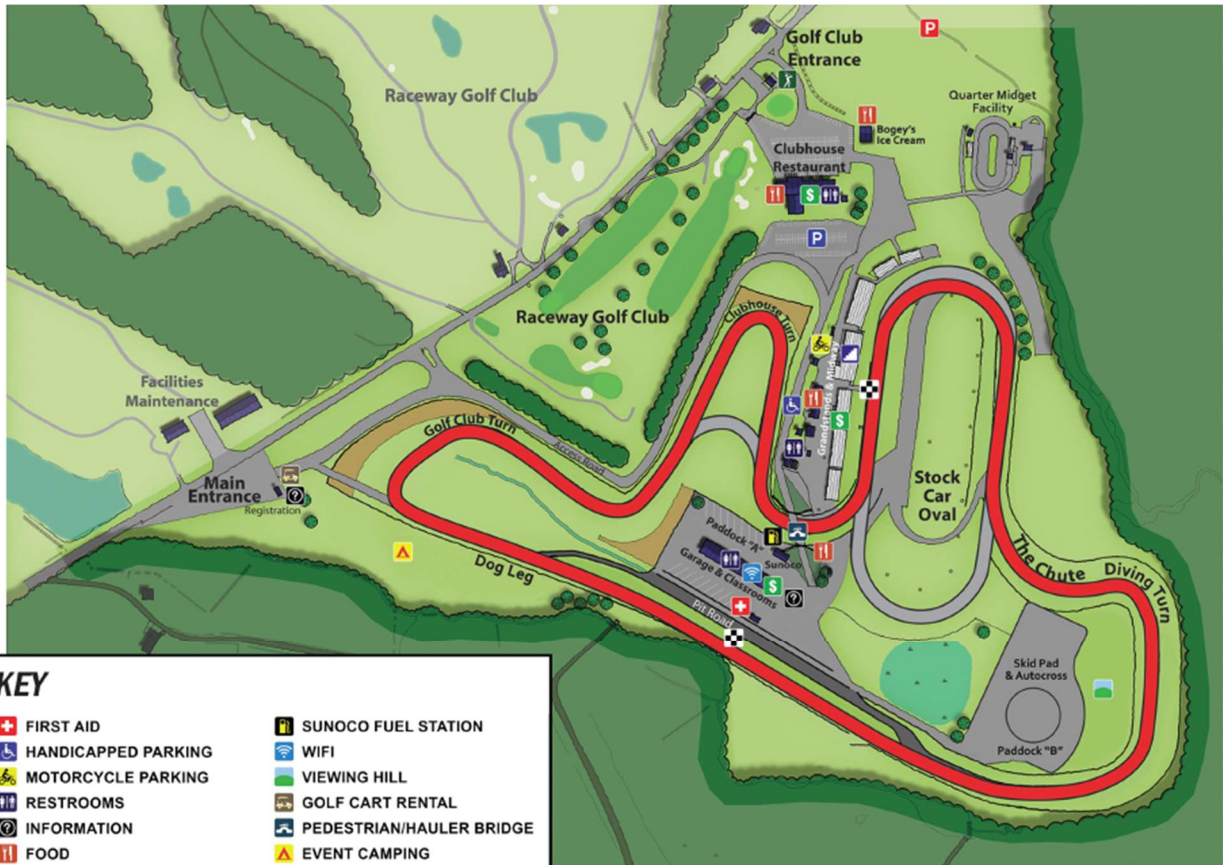 Golf Club
Entrance
P
Raceway Golf Club
Quarter Midget
Facility
Bogey's
Ice Cream
Clubhouse
Restaurant
$
P
Raceway Golf Club
Clubhouse Turn
Grandstands & Midway
$
Facilities
Maintenance
Golf Club Turn
Access Road
Main
Entrance
?
Registration
Stock
Car
Oval
Paddock "A"
Sunoco
Garage & Classrooms
$
?
Pit Road
Dog Leg
The Chute
Diving Turn
Skid Pad
& Autocross
Paddock "B"
KEY
FIRST AID
HANDICAPPED PARKING
MOTORCYCLE PARKING
RESTROOMS
? INFORMATION
FOOD
SUNOCO FUEL STATION
WIFI
VIEWING HILL
GOLF CART RENTAL
PEDESTRIAN/HAULER BRIDGE
EVENT CAMPING